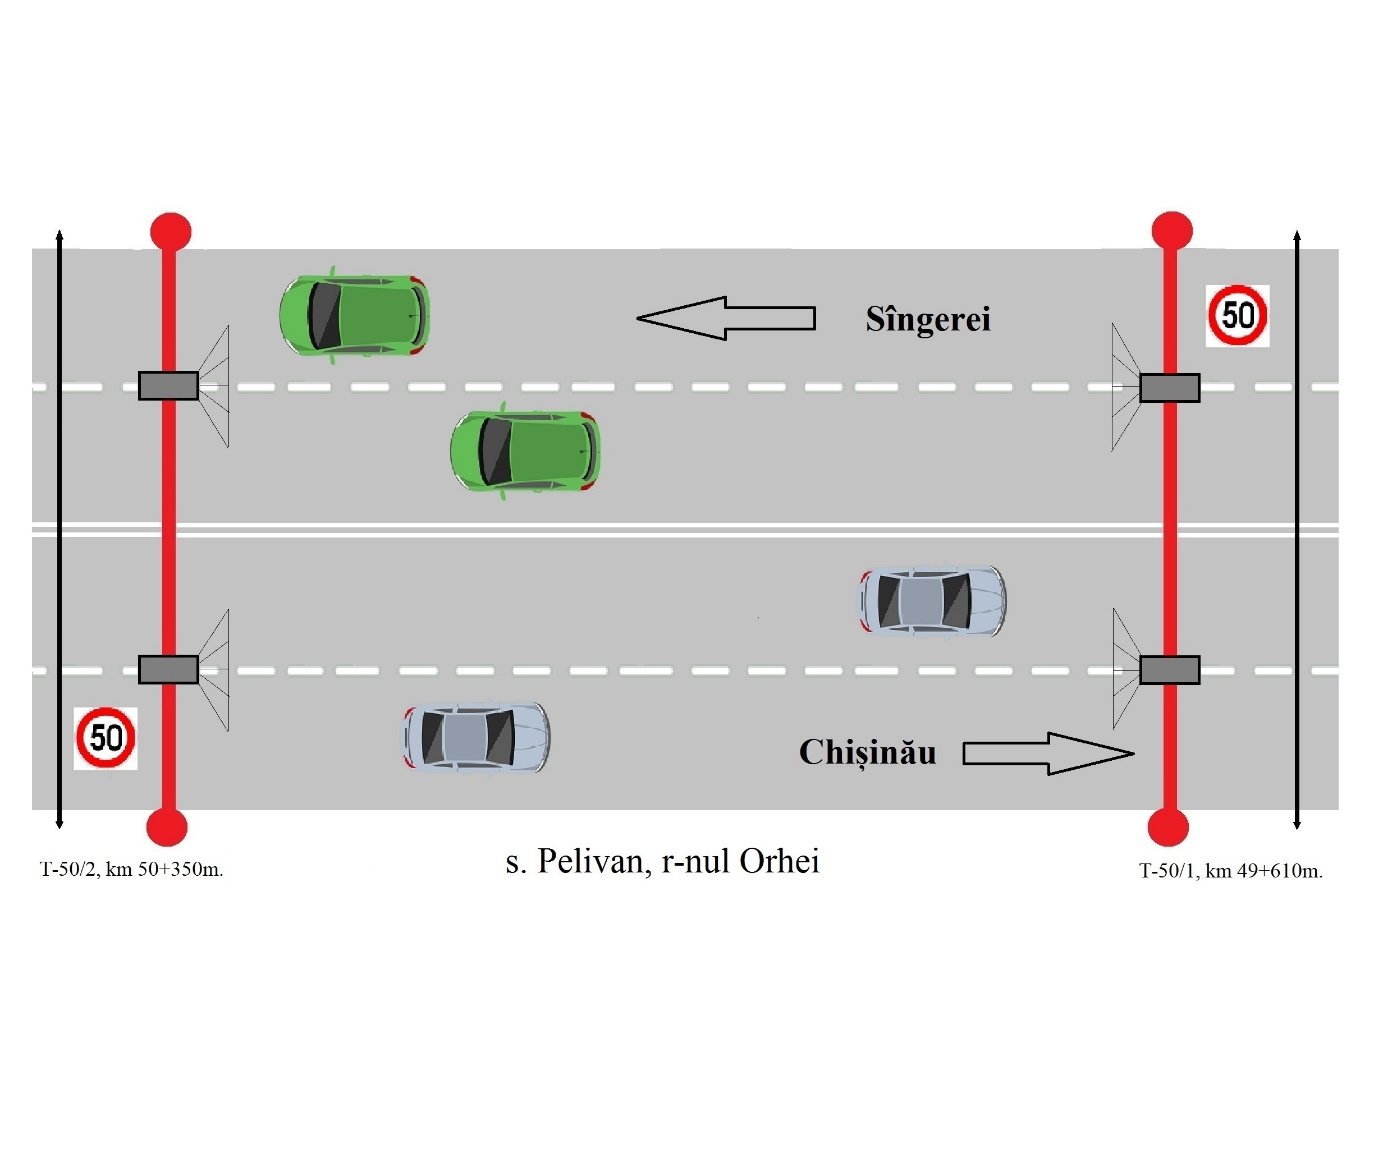 Sîngerei
50
50
Chișinău
T-50/2, km 50+350m.
s. Pelivan, r-nul Orhei
T-50/1, km 49+610m.